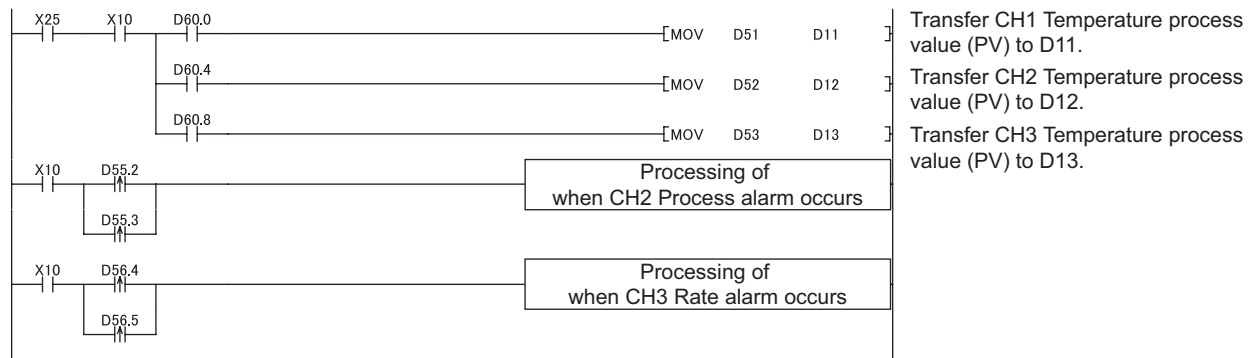 X25 X10 D60.0 MOV D51 D11 Transfer CH1 Temperature process
value (PV) to D11.
D60.4 MOV D52 D12 Transfer CH2 Temperature process
value (PV) to D12.
D60.8 MOV D53 D13 Transfer CH3 Temperature process
value (PV) to D13.
X10 D55.2 Processing of
when CH2 Process alarm occurs
D55.3
X10 D56.4 Processing of
when CH3 Rate alarm occurs
D56.5